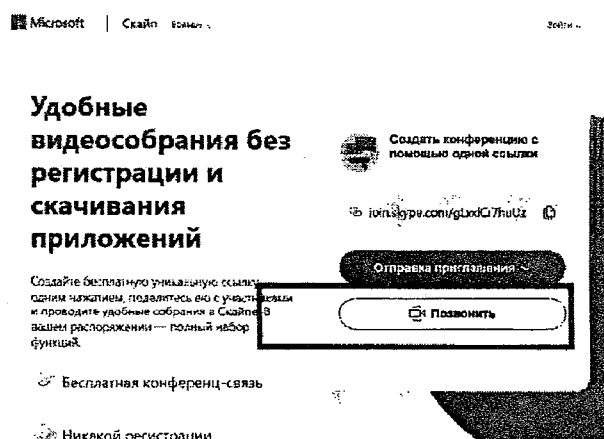 Microsoft | Скайп
Войти
Удобные
видеособрания без
регистрации и
скачивания
приложений
Создайте бесплатную уникальную ссылку
одним нажатием, поделитесь ею с участниками
и проводите удобные собрания в Скайпе. В
вашем распоряжении — полный набор
функций.
Бесплатная конференц-связь
Никакой регистрации
Создать конференцию с
помощью одной ссылки
join.skype.com/
Отправка приглашения
Позвонить